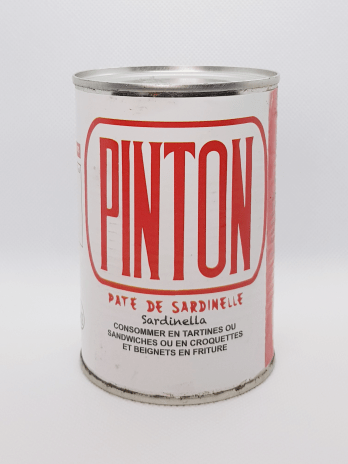 PINTON
PATE DE SARDINELLE
Sardinella
CONSOMMER EN TARTINES OU
SANDWICHES OU EN CROQUETTES
ET BEIGNETS EN FRITURE